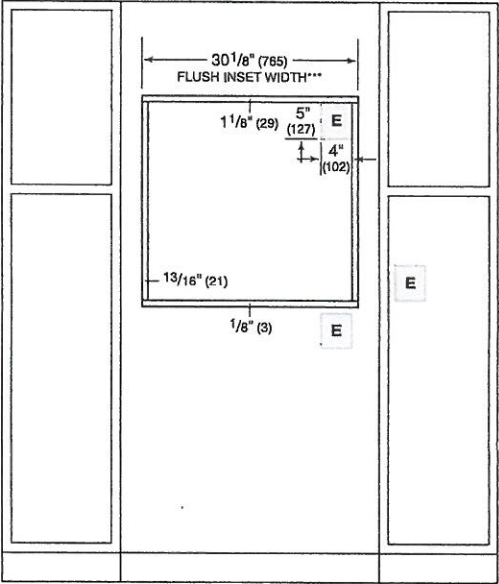 30 1/8" (765)
FLUSH INSET WIDTH***
1 1/8" (29)
5"
(127)
E
4"
(102)
13/16" (21)
E
1/8" (3)
E